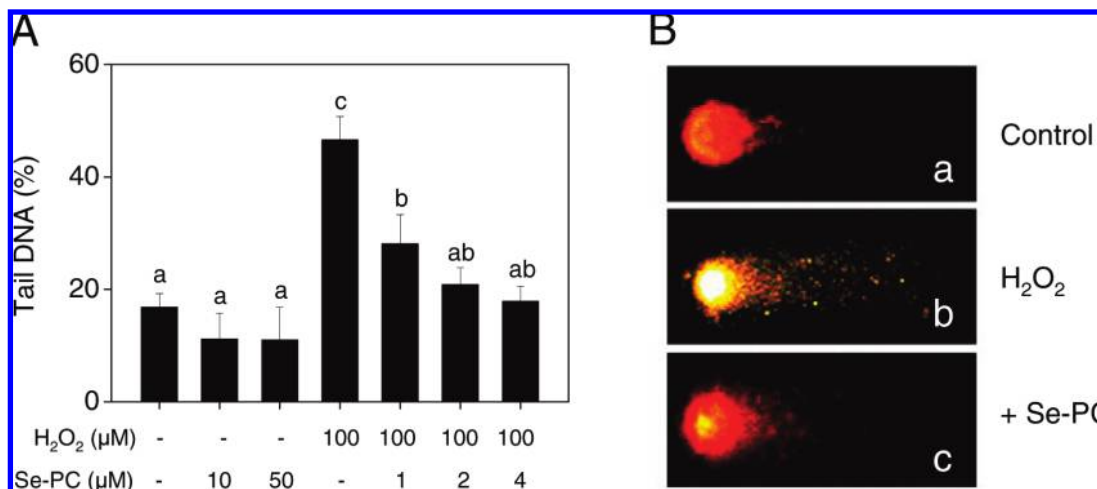 A
B
60
c
40
b
20
ab
ab
a
a
a
0
Tail DNA (%)
H₂O₂ (μM) - - - 100 100 100 100
Se-PC (μM) - 10 50 - 1 2 4
a
Control
b
H₂O₂
c
+ Se-PC